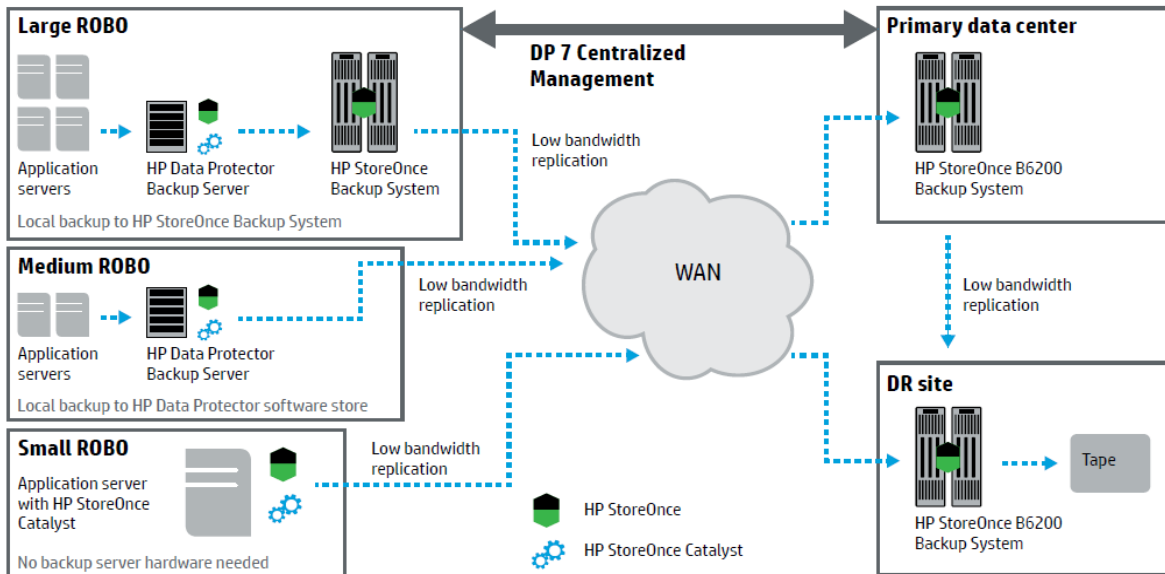 Large ROBO
Application
servers
HP Data Protector
Backup Server
HP StoreOnce
Backup System
Local backup to HP StoreOnce Backup System
DP 7 Centralized
Management
Low bandwidth
replication
Primary data center
HP StoreOnce B6200
Backup System
Medium ROBO
Application
servers
HP Data Protector
Backup Server
Local backup to HP Data Protector software store
Low bandwidth
replication
WAN
Low bandwidth
replication
Small ROBO
Application server
with HP StoreOnce
Catalyst
No backup server hardware needed
Low bandwidth
replication
HP StoreOnce
HP StoreOnce Catalyst
DR site
Tape
HP StoreOnce B6200
Backup System